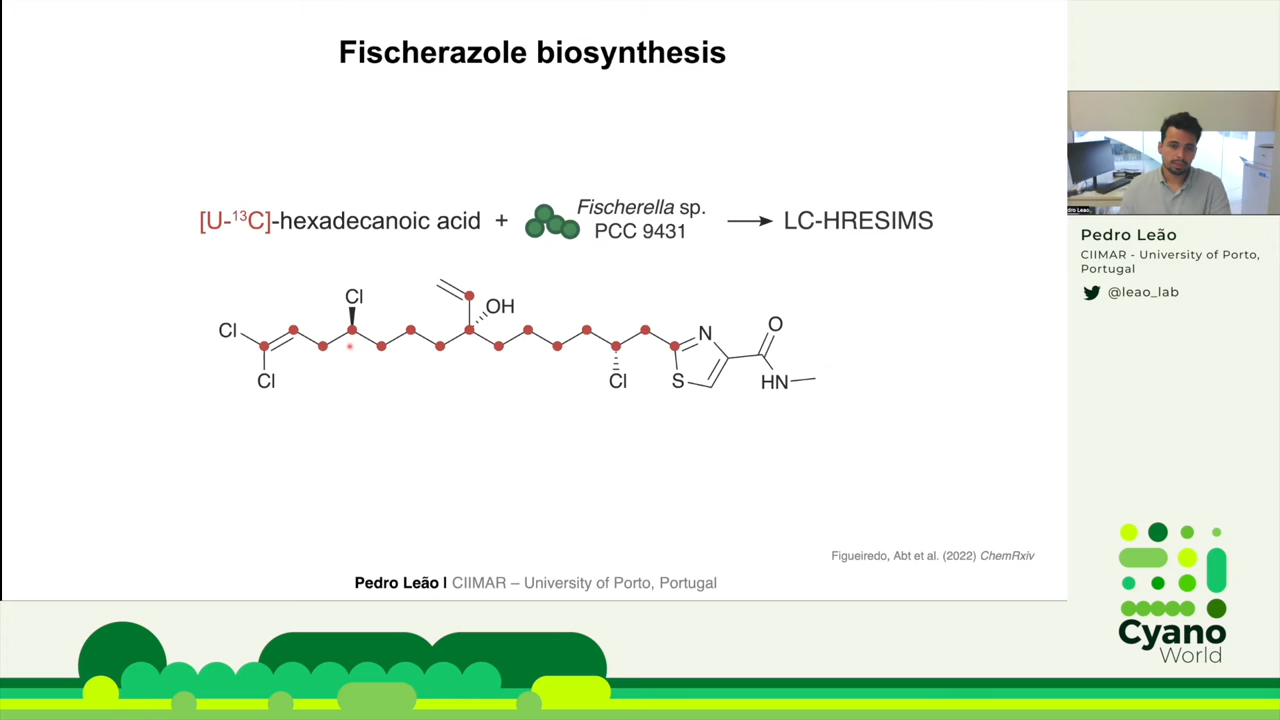 Fischerazole biosynthesis
[U-¹³C]-hexadecanoic acid + Fischerella sp. PCC 9431 LC-HRESIMS
Cl
OH
Cl
N
O
Cl
Cl
S
HN
Figueiredo, Abt et al. (2022) ChemRxiv
Pedro Leão I CIIMAR – University of Porto, Portugal
Pedro Leão
CIIMAR - University of Porto,
Portugal
@leao_lab
Cyano
World